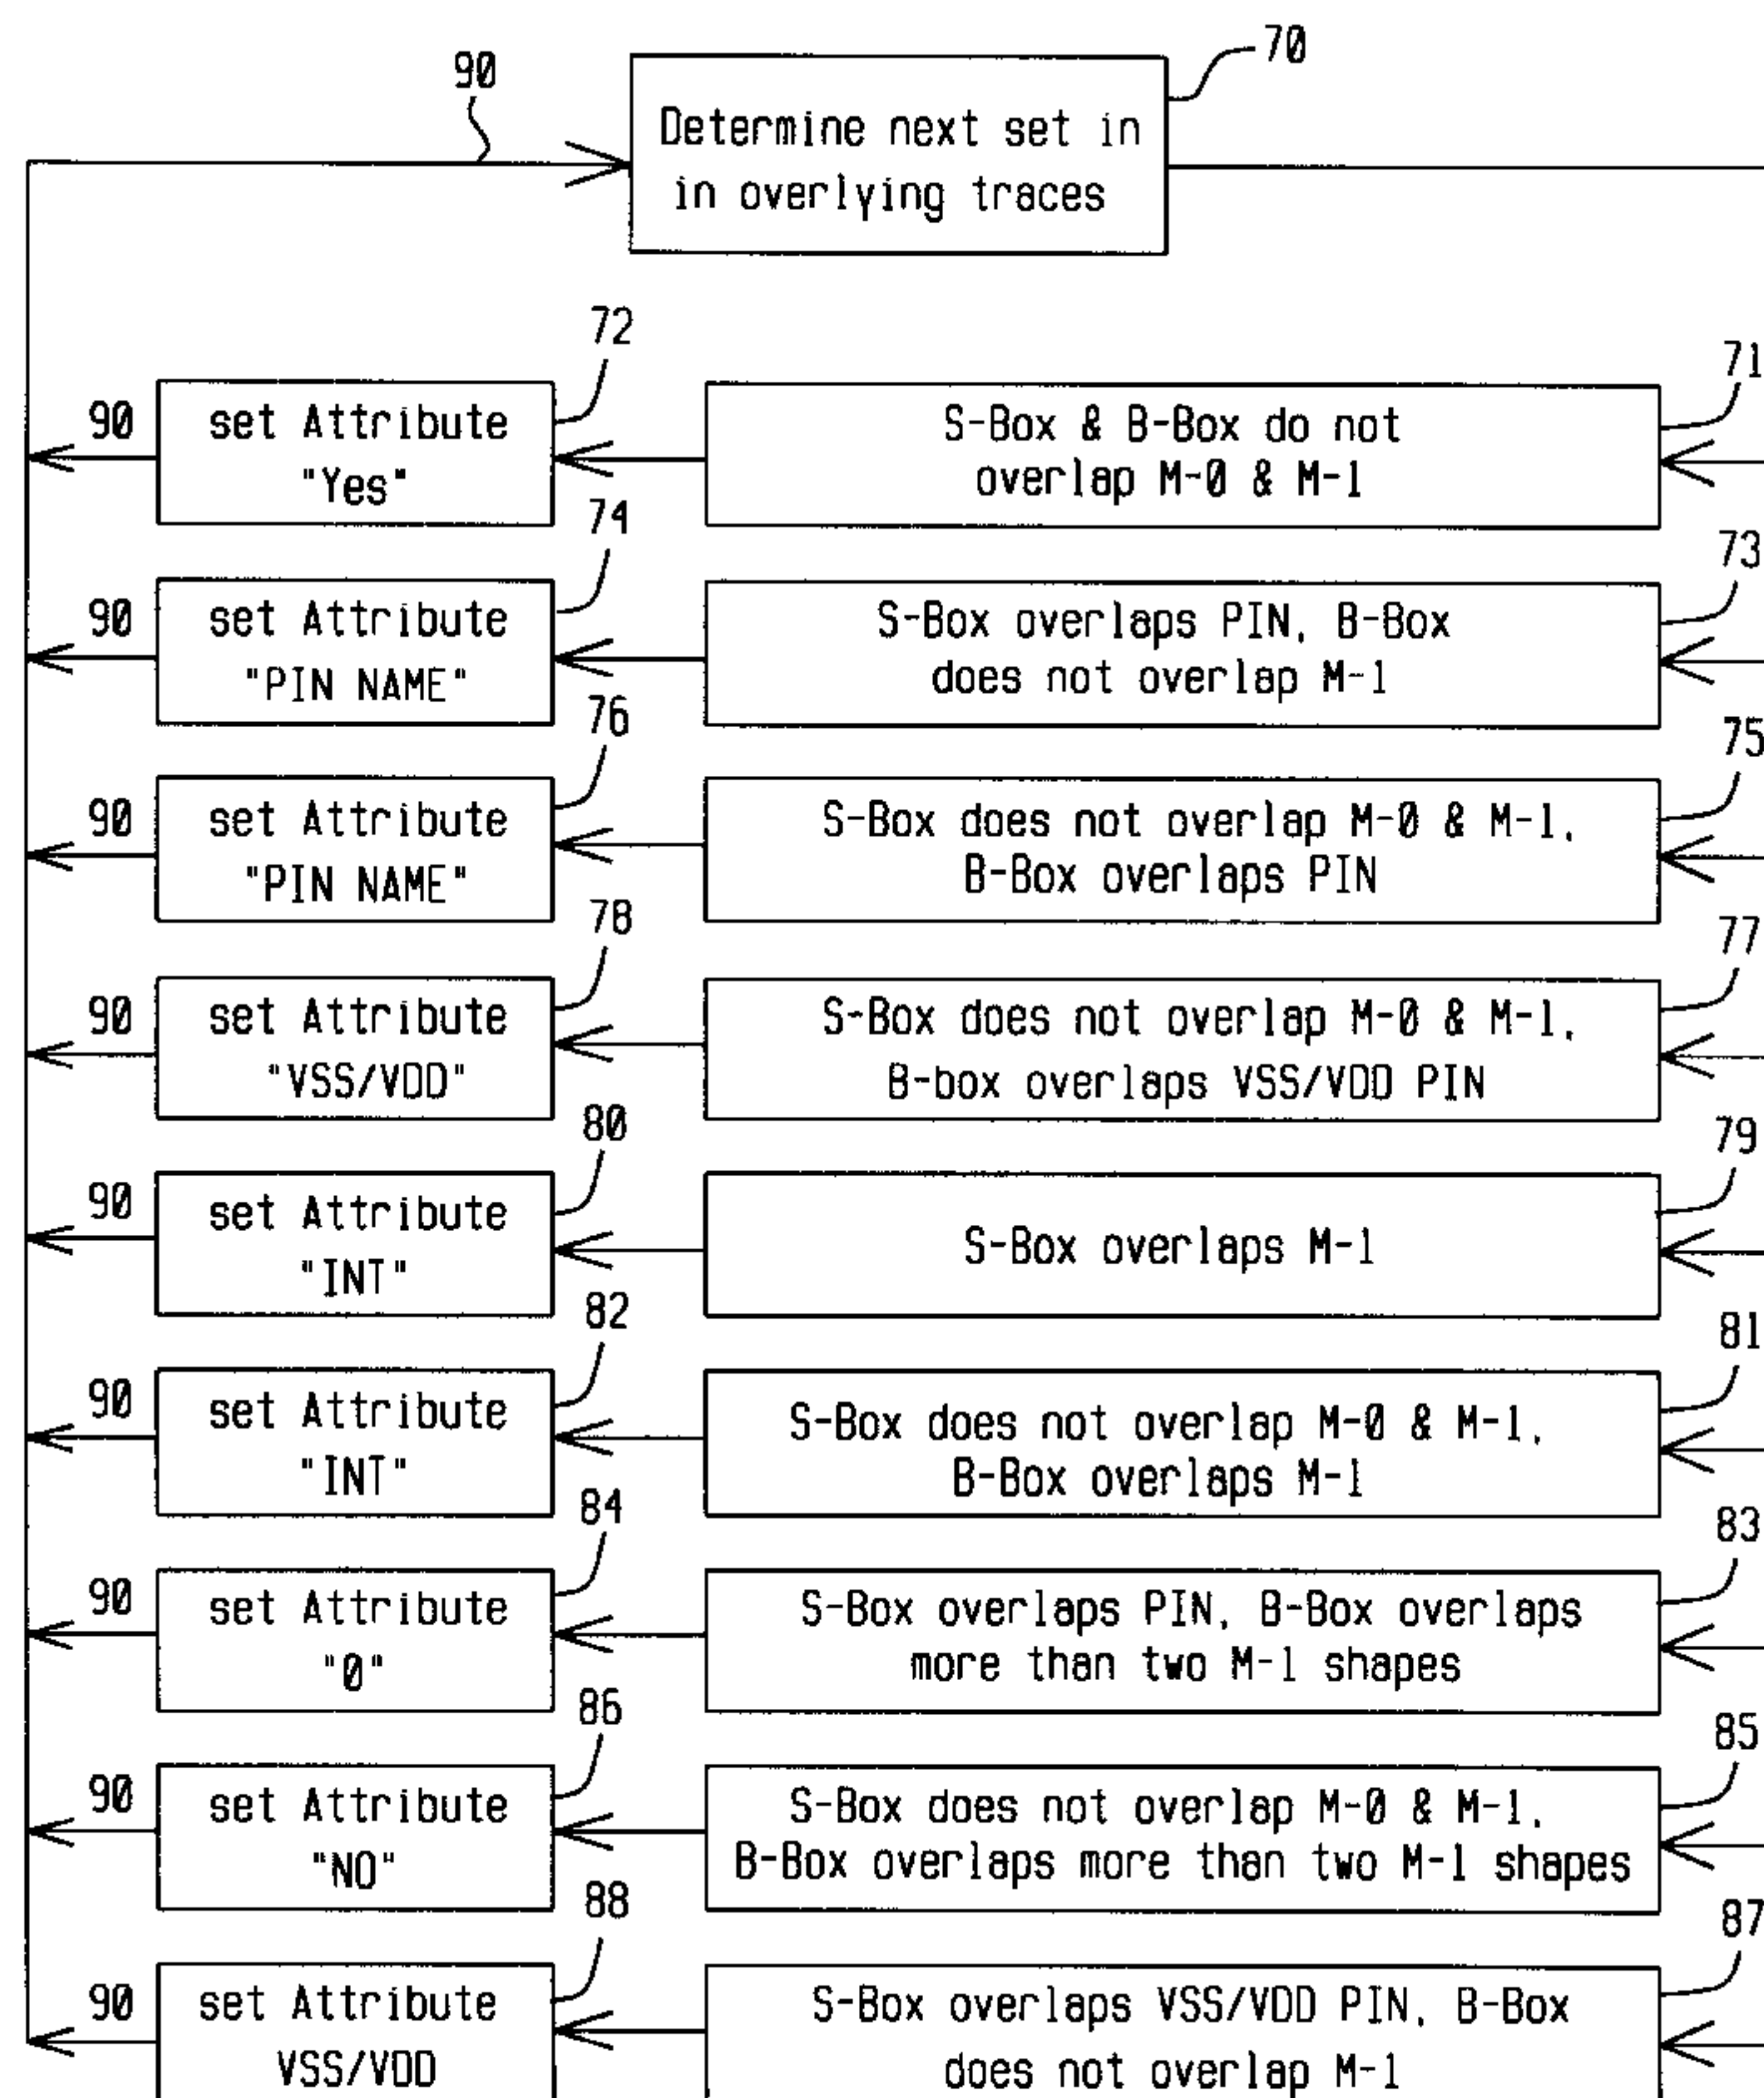 90
70
Determine next set in
in overlying traces
72
71
90
set Attribute
"Yes"
S-Box & B-Box do not
overlap M-0 & M-1
74
73
90
set Attribute
"PIN NAME"
S-Box overlaps PIN, B-Box
does not overlap M-1
76
75
90
set Attribute
"PIN NAME"
S-Box does not overlap M-0 & M-1,
B-Box overlaps PIN
78
77
90
set Attribute
"VSS/VDD"
S-Box does not overlap M-0 & M-1,
B-box overlaps VSS/VDD PIN
80
79
90
set Attribute
"INT"
S-Box overlaps M-1
82
81
90
set Attribute
"INT"
S-Box does not overlap M-0 & M-1,
B-Box overlaps M-1
84
83
90
set Attribute
"0"
S-Box overlaps PIN, B-Box overlaps
more than two M-1 shapes
86
85
90
set Attribute
"NO"
S-Box does not overlap M-0 & M-1,
B-Box overlaps more than two M-1 shapes
88
87
90
set Attribute
VSS/VDD
S-Box overlaps VSS/VDD PIN, B-Box
does not overlap M-1